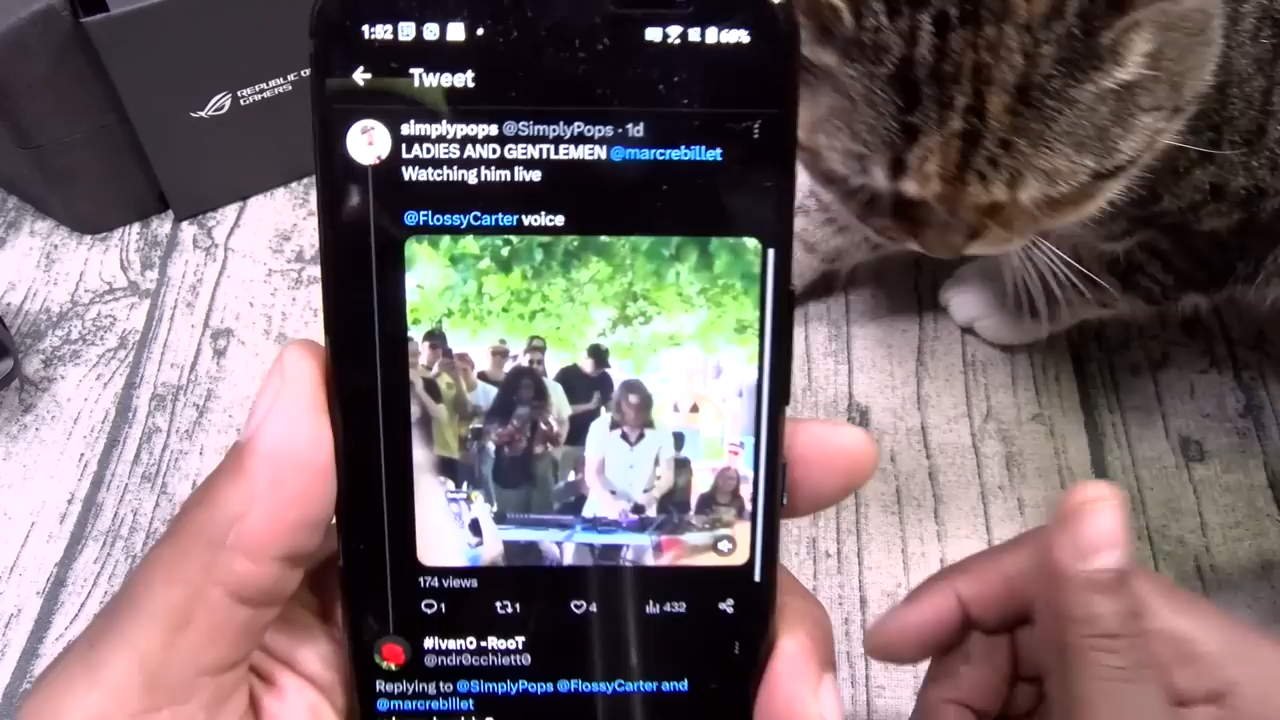 1:52
66%
REPUBLIC OF
GAMERS
Tweet
simplypops @SimplyPops · 1d
LADIES AND GENTLEMEN @marcrebillet
Watching him live
@FlossyCarter voice
174 views
1
1
4
432
#Ivan0 -RooT
@ndr0cchiett0
Replying to @SimplyPops @FlossyCarter and
@marcrebillet